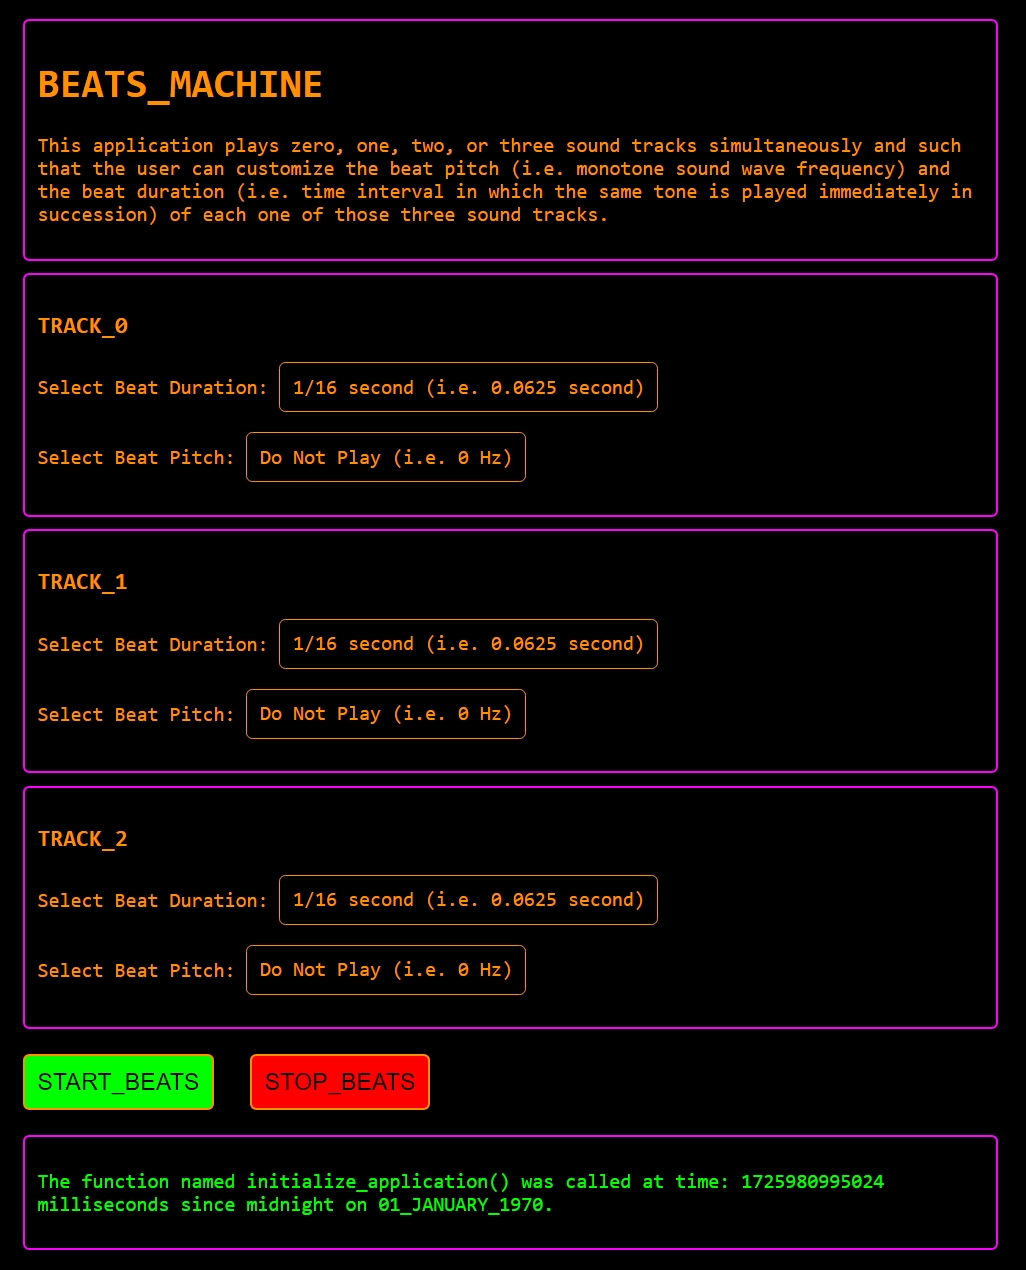 BEATS_MACHINE
This application plays zero, one, two, or three sound tracks simultaneously and such
that the user can customize the beat pitch (i.e. monotone sound wave frequency) and
the beat duration (i.e. time interval in which the same tone is played immediately in
succession) of each one of those three sound tracks.
TRACK_0
Select Beat Duration: 1/16 second (i.e. 0.0625 second)
Select Beat Pitch: Do Not Play (i.e. 0 Hz)
TRACK_1
Select Beat Duration: 1/16 second (i.e. 0.0625 second)
Select Beat Pitch: Do Not Play (i.e. 0 Hz)
TRACK_2
Select Beat Duration: 1/16 second (i.e. 0.0625 second)
Select Beat Pitch: Do Not Play (i.e. 0 Hz)
START_BEATS STOP_BEATS
The function named initialize_application() was called at time: 1725980995024
milliseconds since midnight on 01_JANUARY_1970.